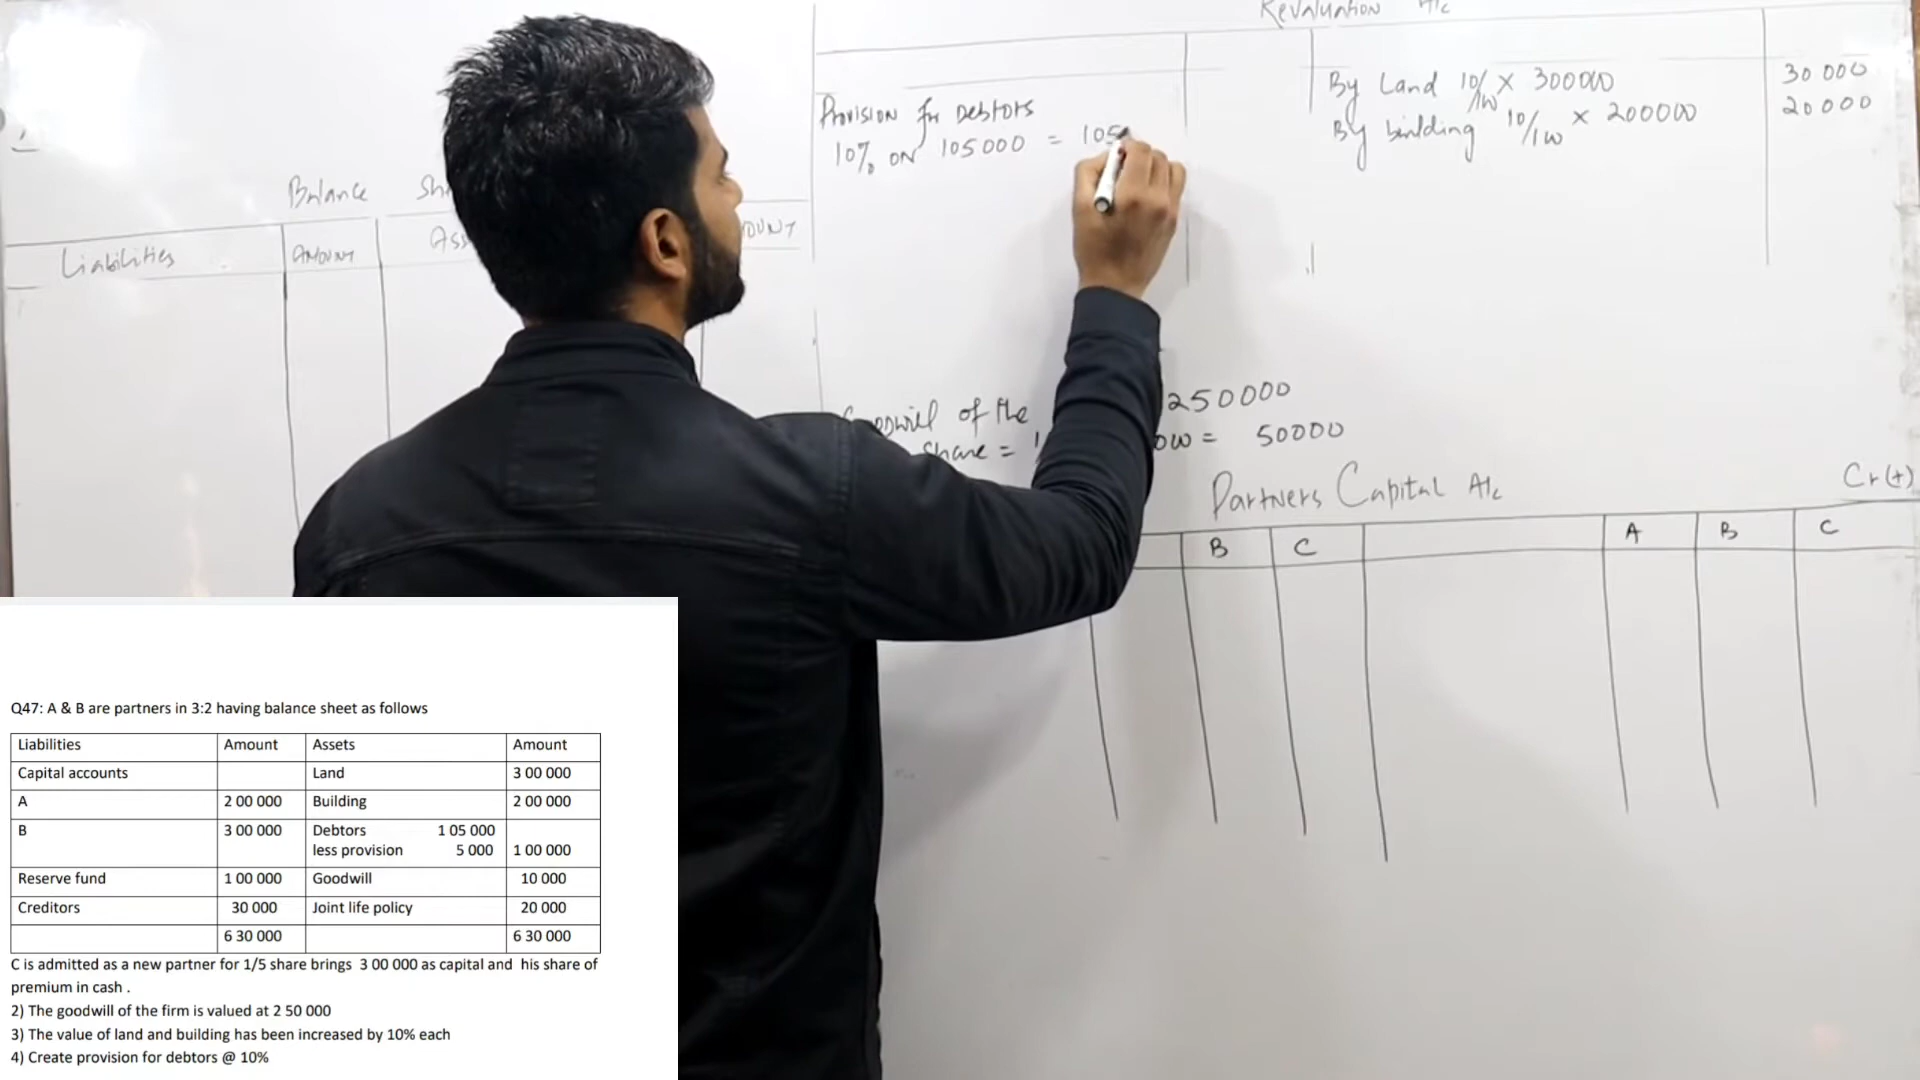 Revaluation A/c
Provision for Debtors
10% on 105000 = 105
By Land 10/100 x 300000 30 000
By building 10/100 x 200000 20000
Balance
Liabilities AMOUNT
of the 250000
share = = 50000
Partners Capital A/c Cr(+)
B C A B C
Q47: A & B are partners in 3:2 having balance sheet as follows
Liabilities Amount Assets Amount
Capital accounts Land 3 00 000
A 2 00 000 Building 2 00 000
B 3 00 000 Debtors 1 05 000
less provision 5 000 1 00 000
Reserve fund 1 00 000 Goodwill 10 000
Creditors 30 000 Joint life policy 20 000
6 30 000 6 30 000
C is admitted as a new partner for 1/5 share brings 3 00 000 as capital and his share of
premium in cash .
2) The goodwill of the firm is valued at 2 50 000
3) The value of land and building has been increased by 10% each
4) Create provision for debtors @ 10%